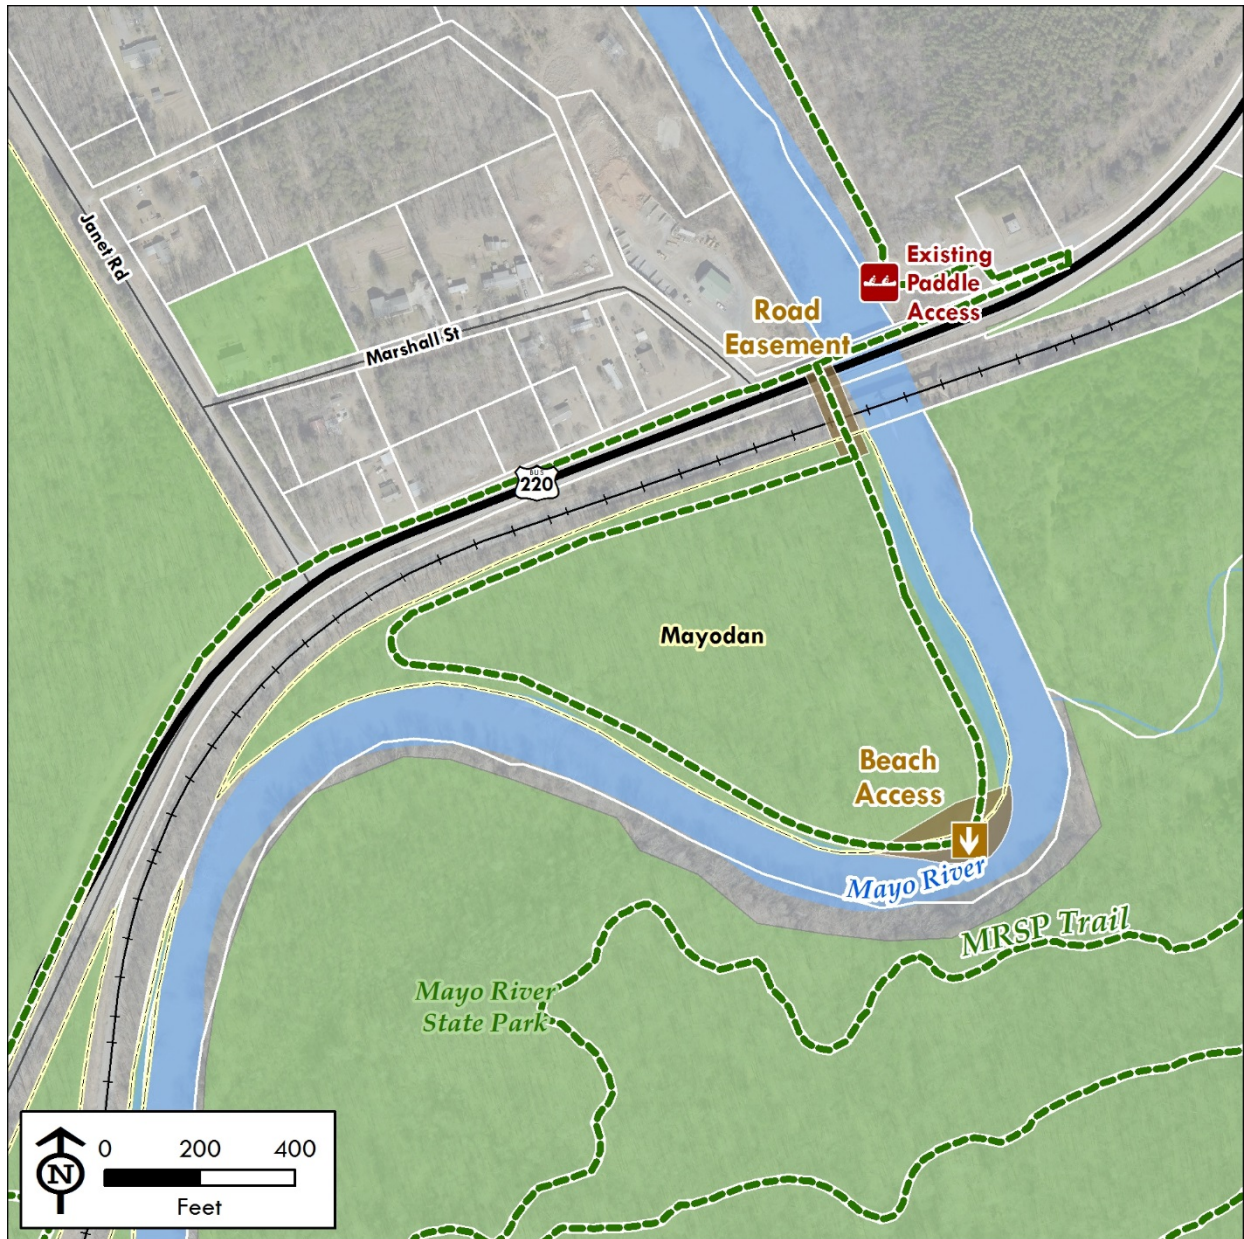 Janet Rd
Existing
Paddle
Access
Road
Easement
Marshall St
BUS
220
Mayodan
Beach
Access
Mayo River
MRSP Trail
Mayo River
State Park
N
0 200 400
Feet